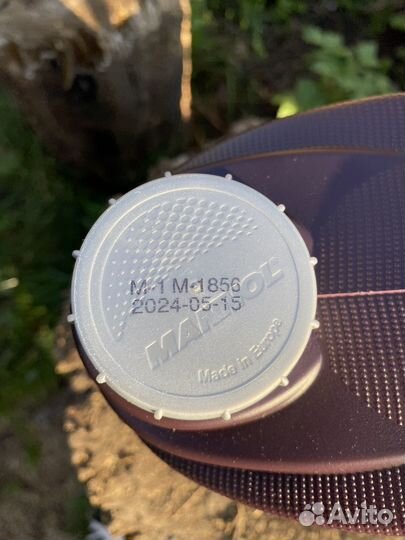 M-1 M-1856
2024-05-15
MANNOL
Made in Europe
Avito